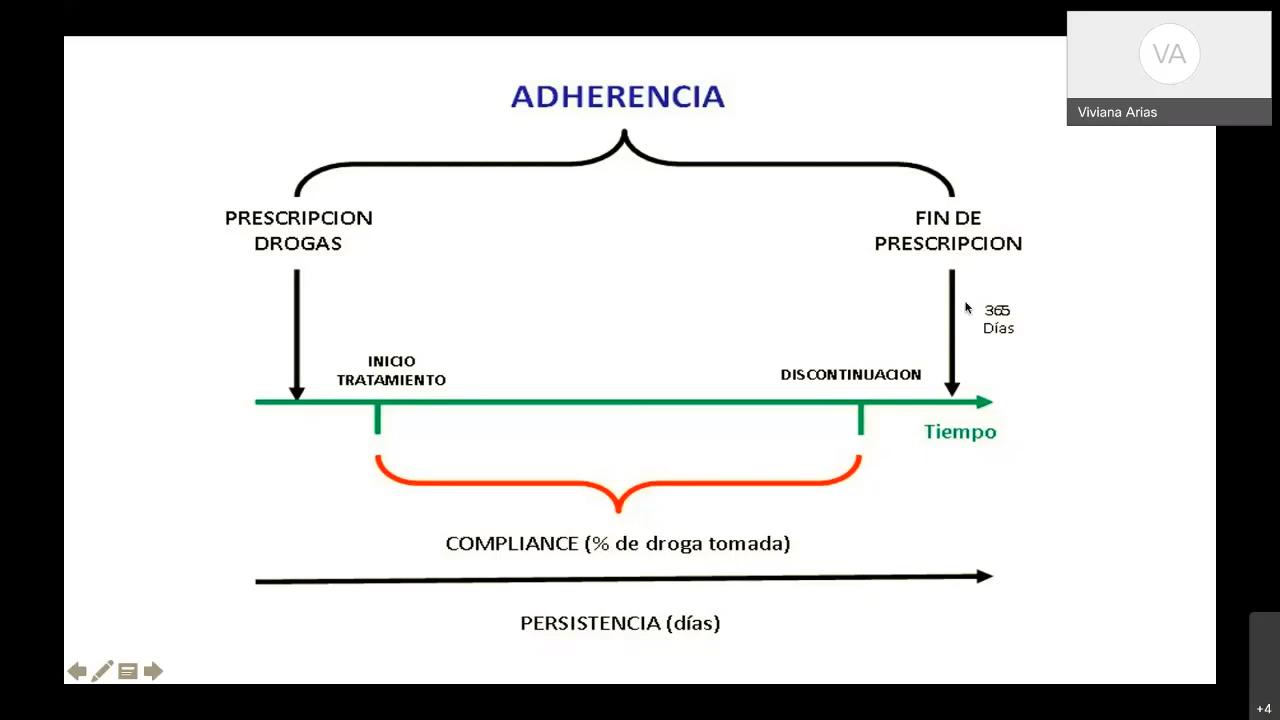 VA
Viviana Arias
ADHERENCIA
PRESCRIPCION
DROGAS
FIN DE
PRESCRIPCION
365
Días
INICIO
TRATAMIENTO
DISCONTINUACION
Tiempo
COMPLIANCE (% de droga tomada)
PERSISTENCIA (días)
+4